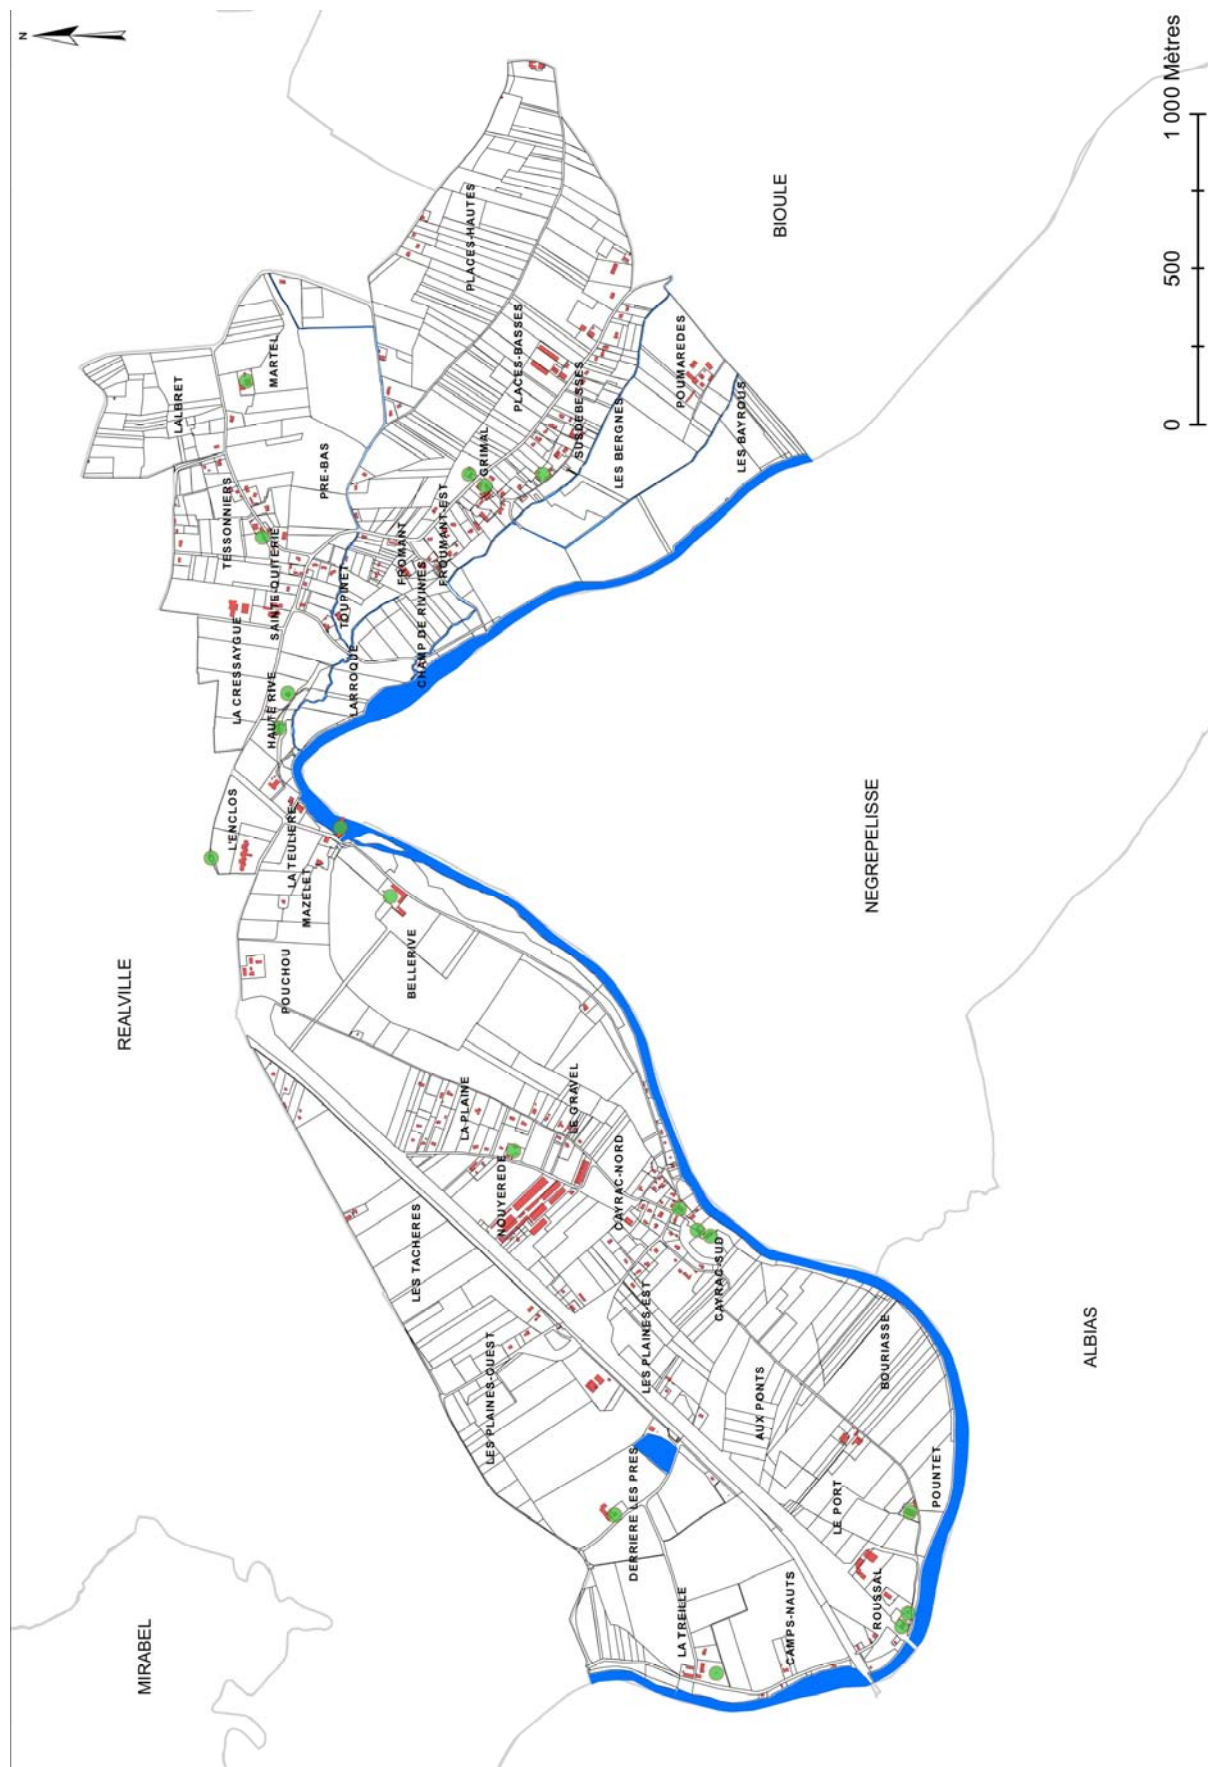 N
REALVILLE
MIRABEL
BIOULE
NEGREPELISSE
ALBIAS
LALBRET
MARTEL
TESSONNIERS
PRE-BAS
SAINTE-QUITERIE
LA CRESSAYGUE
HAUTE RIVE
TOUPINET
LARROQUE
FROMANT
FROUMANT-EST
CHAMP DE RIVINIES
GRIMAL
PLACES-HAUTES
PLACES-BASSES
SUSDEBESSES
LES BERGNES
POUMAREDES
LES BAYROUS
L'ENCLOS
LA TEULIERE
MAZELET
POUCHOU
BELLERIVE
LA PLAINE
LE GRAVEL
NOUYEREDE
CAYRAC-NORD
LES TACHERES
CAYRAC-SUD
LES PLAINES-EST
LES PLAINES-OUEST
AUX PONTS
BOURIASSE
DERRIERE LES PRES
LE PORT
POUNTET
LA TREILLE
CAMPS-NAUTS
ROUSSAL
0 500 1 000 Mètres